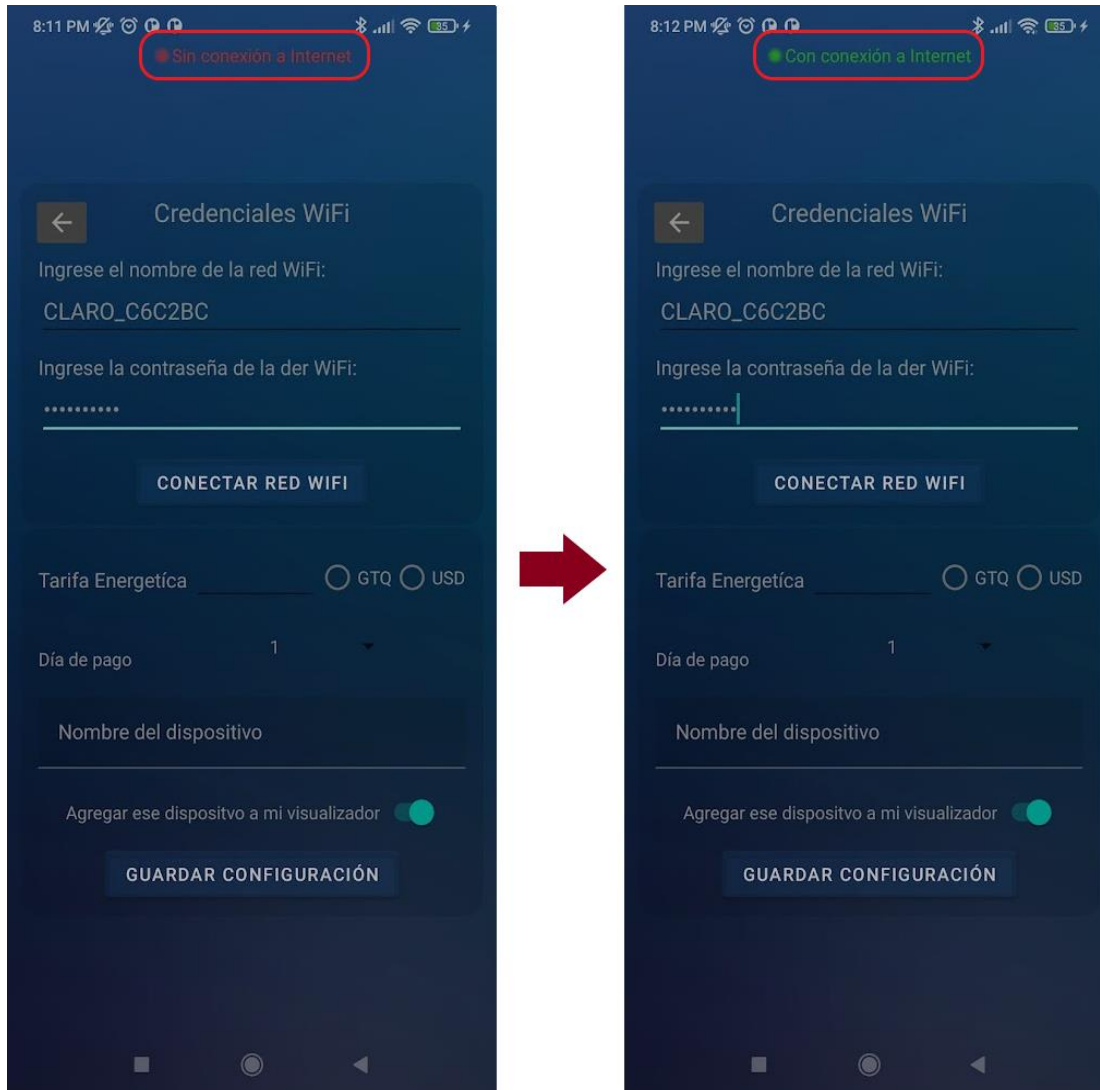 8:11 PM
35
Sin conexión a Internet
Credenciales WiFi
Ingrese el nombre de la red WiFi:
CLARO_C6C2BC
Ingrese la contraseña de la der WiFi:
••••••••••
CONECTAR RED WIFI
Tarifa Energetíca GTQ USD
Día de pago 1
Nombre del dispositivo
Agregar ese dispositvo a mi visualizador
GUARDAR CONFIGURACIÓN
8:12 PM
35
Con conexión a Internet
Credenciales WiFi
Ingrese el nombre de la red WiFi:
CLARO_C6C2BC
Ingrese la contraseña de la der WiFi:
••••••••••
CONECTAR RED WIFI
Tarifa Energetíca GTQ USD
Día de pago 1
Nombre del dispositivo
Agregar ese dispositvo a mi visualizador
GUARDAR CONFIGURACIÓN